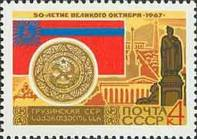 50-ЛЕТИЕ ВЕЛИКОГО ОКТЯБРЯ • 1967•
ГРУЗИНСКАЯ ССР
ПОЧТА
СССР
4